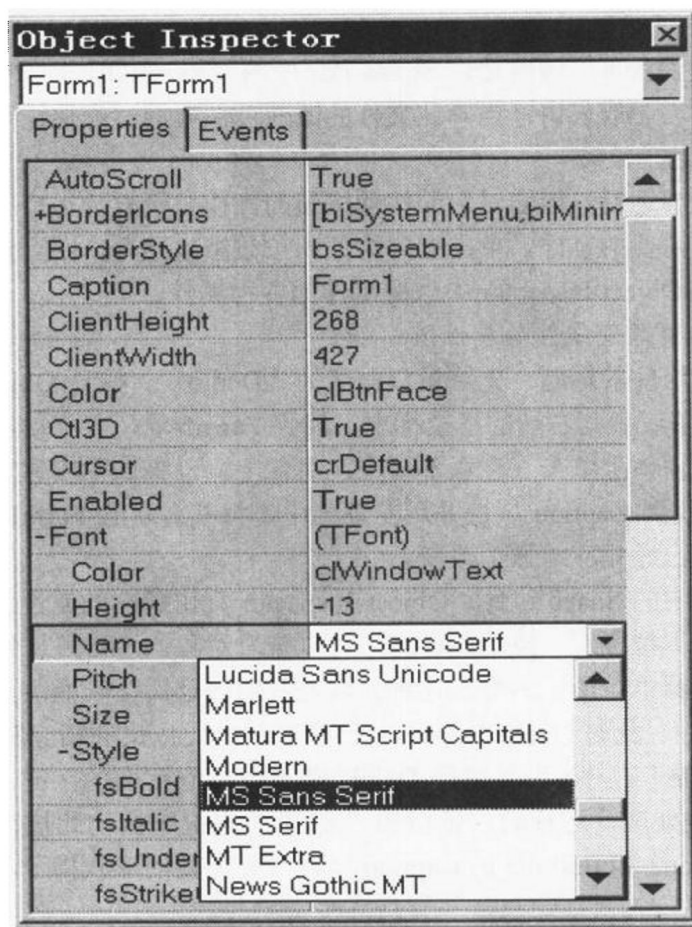 Object Inspector
Form1: TForm1
Properties Events
AutoScroll True
+BorderIcons [biSystemMenu,biMinim
BorderStyle bsSizeable
Caption Form1
ClientHeight 268
ClientWidth 427
Color clBtnFace
Ctl3D True
Cursor crDefault
Enabled True
-Font (TFont)
Color clWindowText
Height -13
Name MS Sans Serif
Pitch
Size
-Style
fsBold
fsItalic
fsUnder
fsStrike
Lucida Sans Unicode
Marlett
Matura MT Script Capitals
Modern
MS Sans Serif
MS Serif
MT Extra
News Gothic MT